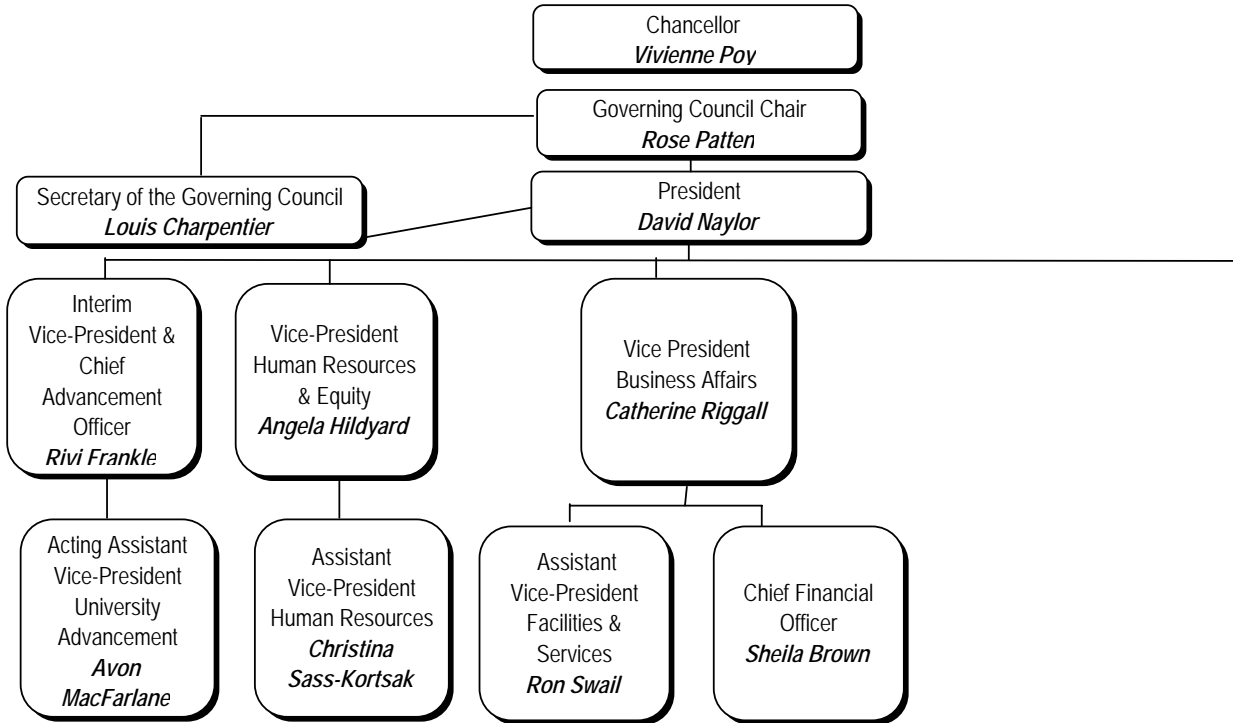 Chancellor
Vivienne Poy
Governing Council Chair
Rose Patten
Secretary of the Governing Council
Louis Charpentier
President
David Naylor
Interim
Vice-President &
Chief
Advancement
Officer
Rivi Frankle
Vice-President
Human Resources
& Equity
Angela Hildyard
Vice President
Business Affairs
Catherine Riggall
Acting Assistant
Vice-President
University
Advancement
Avon
MacFarlane
Assistant
Vice-President
Human Resources
Christina
Sass-Kortsak
Assistant
Vice-President
Facilities &
Services
Ron Swail
Chief Financial
Officer
Sheila Brown